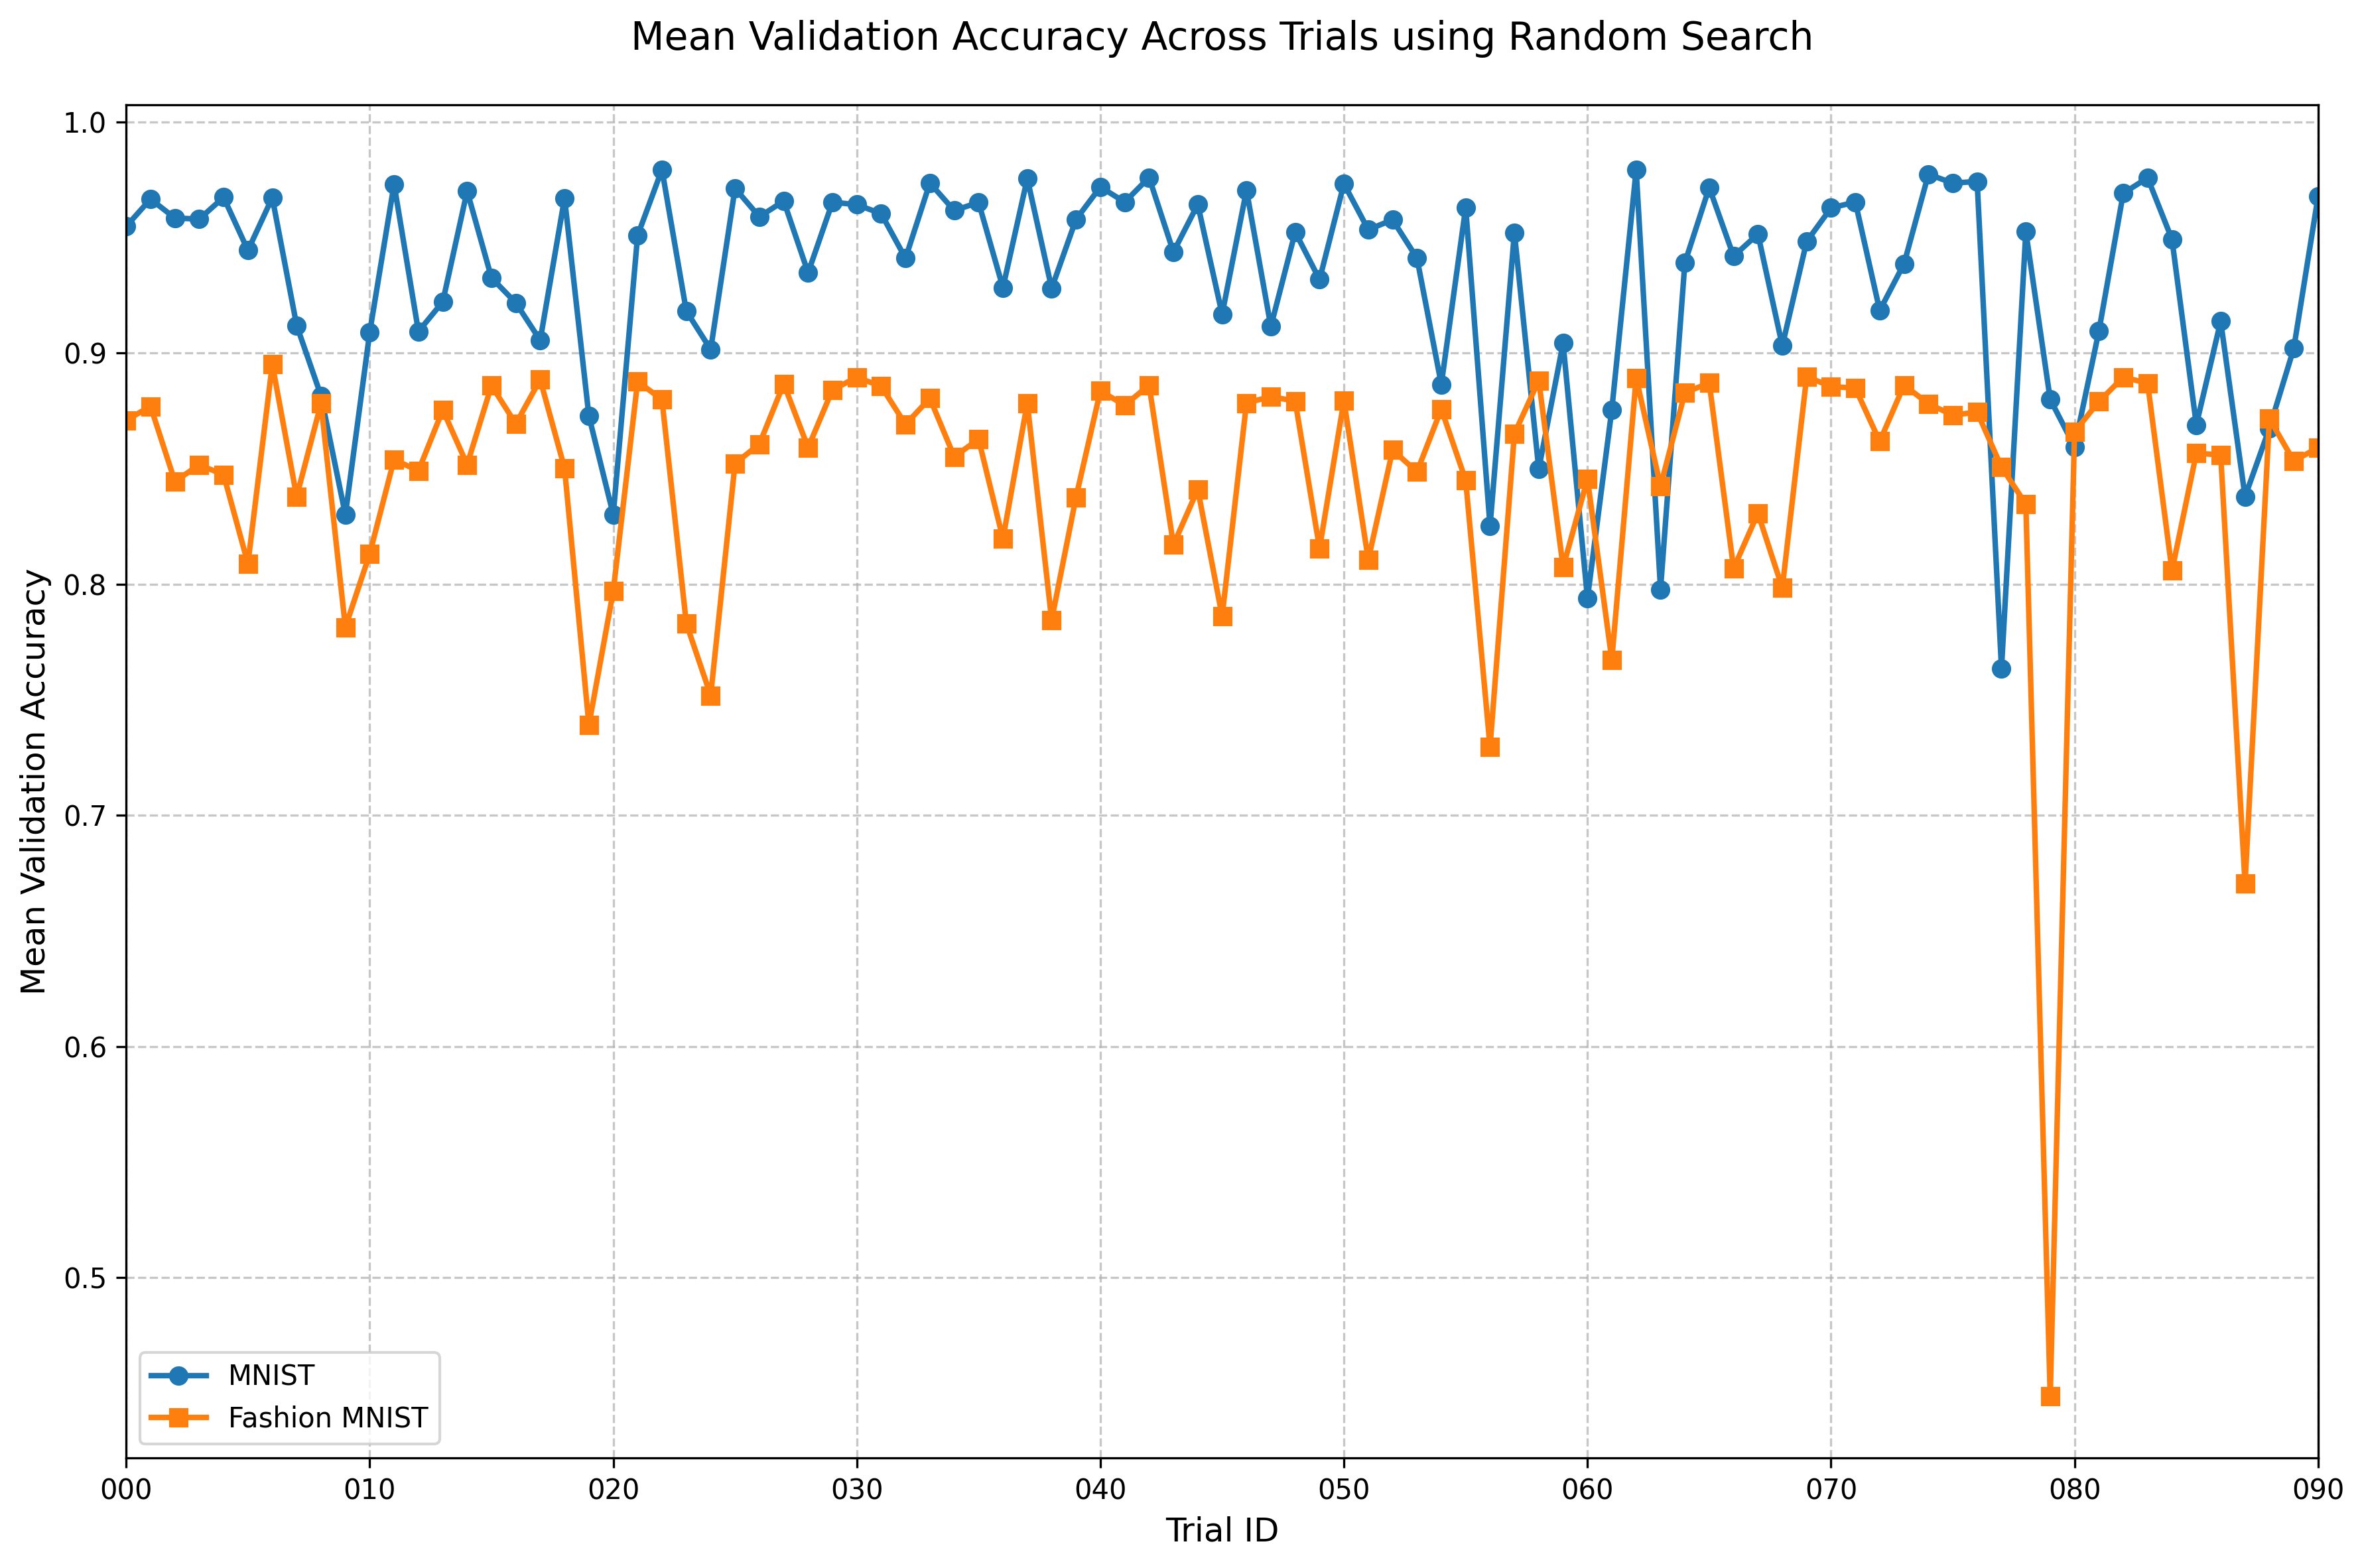 Mean Validation Accuracy Across Trials using Random Search
Mean Validation Accuracy
1.0
0.9
0.8
0.7
0.6
0.5
MNIST
Fashion MNIST
000 010 020 030 040 050 060 070 080 090
Trial ID